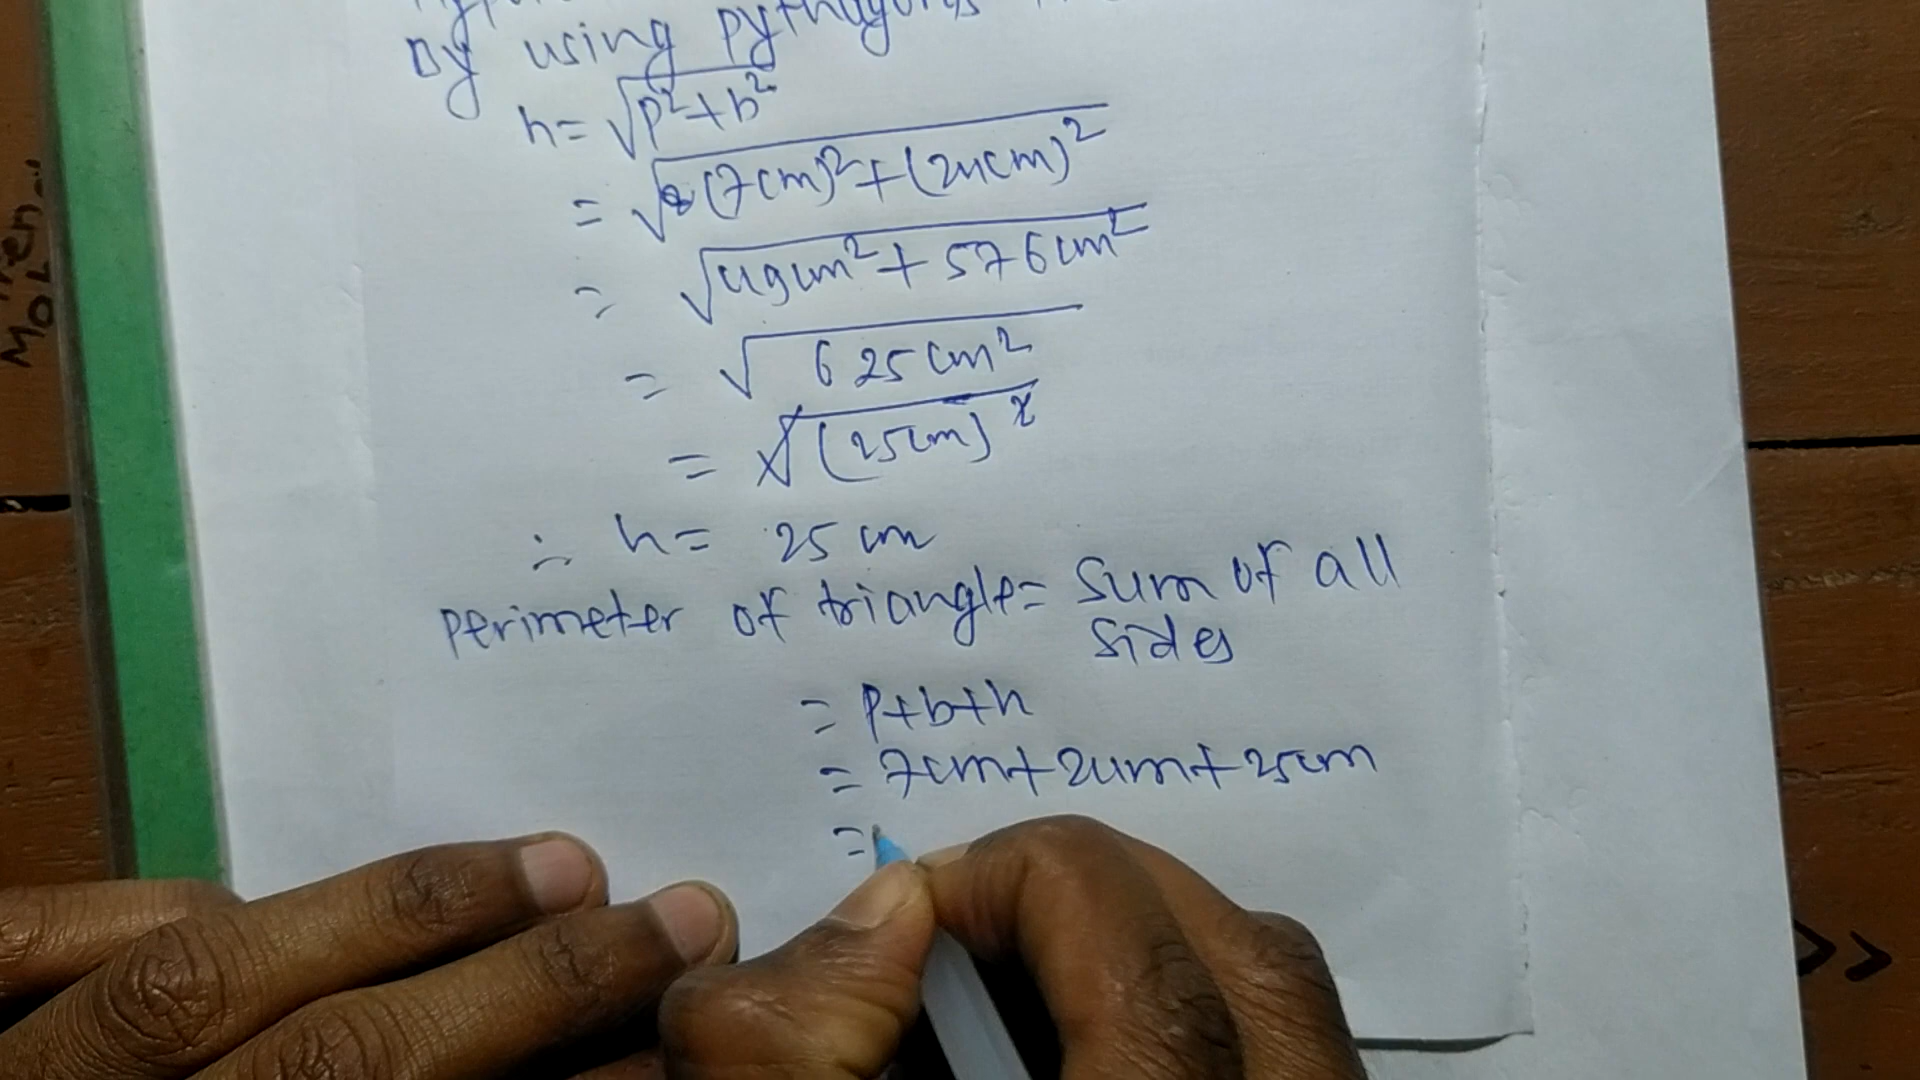 By using pythagoras
h = √p²+b²
= √(7cm)²+(24cm)²
= √49cm²+576cm²
= √625cm²
= √(25cm)²
∴ h = 25 cm
perimeter of triangle = Sum of all
sides
= p+b+h
= 7cm+24cm+25cm
=